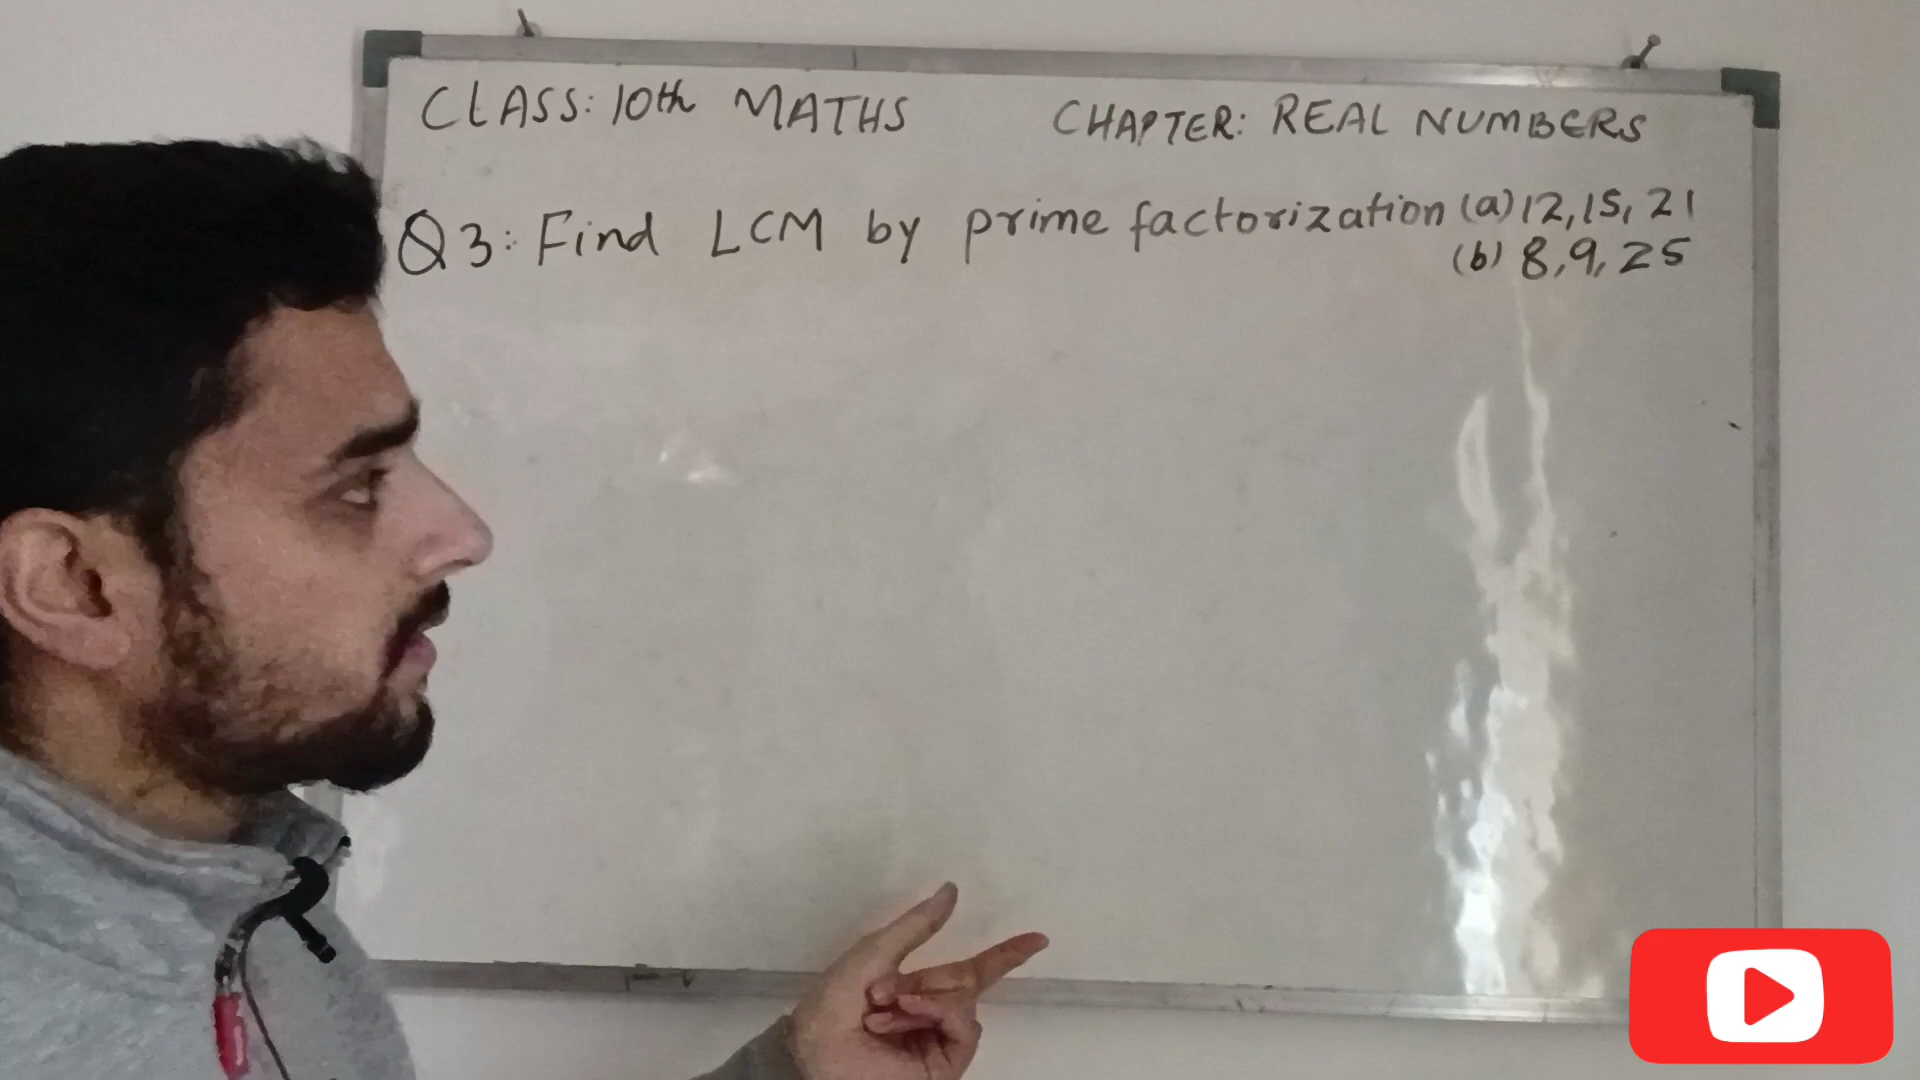 CLASS: 10th MATHS CHAPTER: REAL NUMBERS
Q3: Find LCM by prime factorization (a) 12, 15, 21
(b) 8, 9, 25